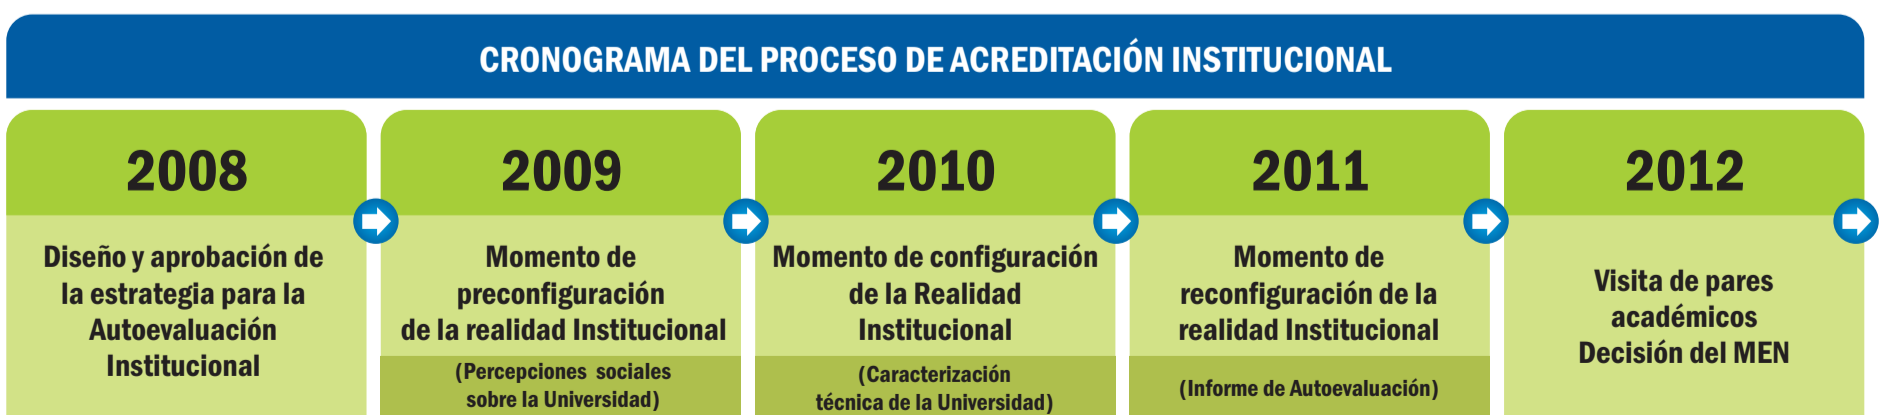 CRONOGRAMA DEL PROCESO DE ACREDITACIÓN INSTITUCIONAL
2008
Diseño y aprobación de
la estrategia para la
Autoevaluación
Institucional
2009
Momento de
preconfiguración
de la realidad Institucional
(Percepciones sociales
sobre la Universidad)
2010
Momento de configuración
de la Realidad
Institucional
(Caracterización
técnica de la Universidad)
2011
Momento de
reconfiguración de la
realidad Institucional
(Informe de Autoevaluación)
2012
Visita de pares
académicos
Decisión del MEN